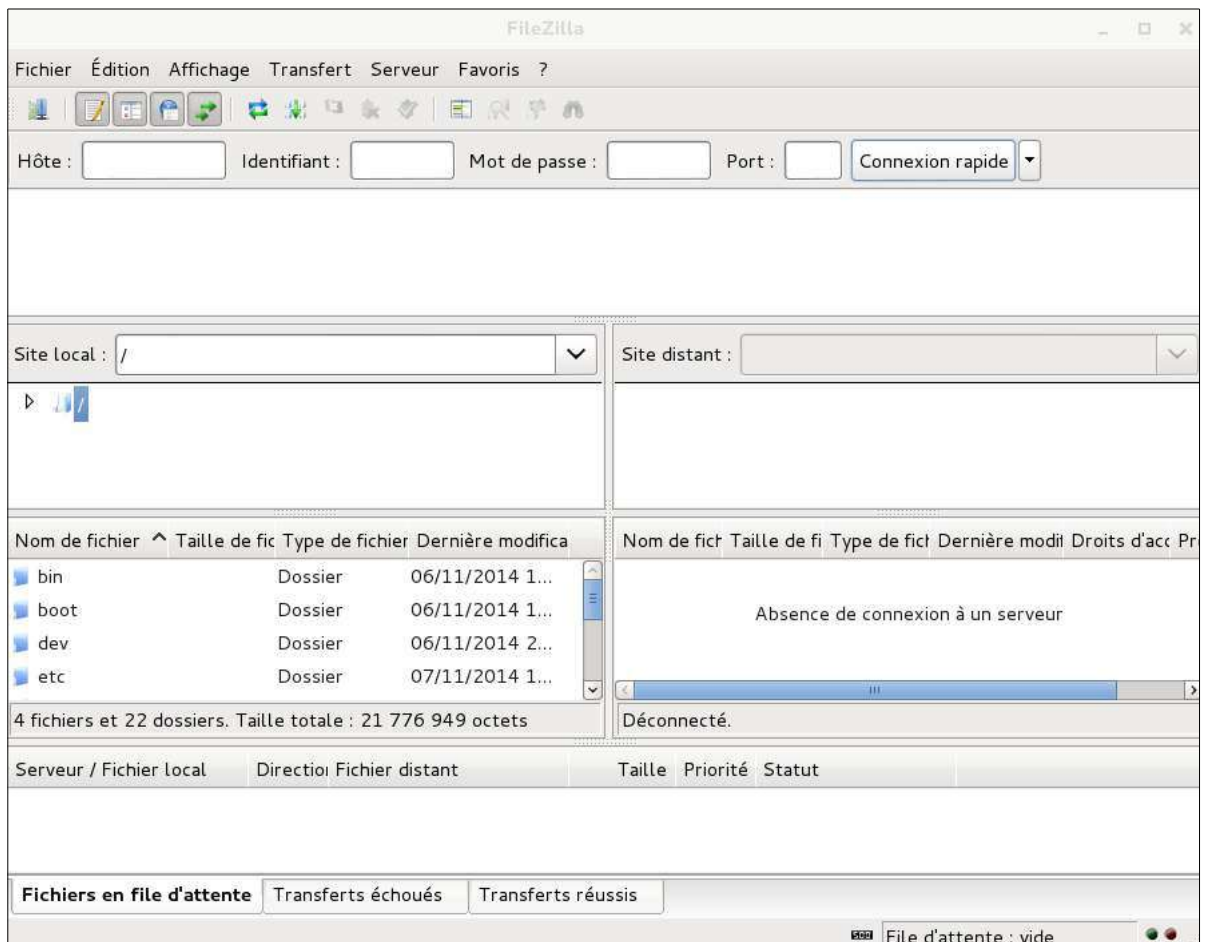 FileZilla
Fichier Édition Affichage Transfert Serveur Favoris ?
Hôte : Identifiant : Mot de passe : Port : Connexion rapide
Site local : / Site distant :
/
Nom de fichier Taille de fic Type de fichier Dernière modifica Nom de fich Taille de fi Type de fich Dernière modif Droits d'acc Pr
bin Dossier 06/11/2014 1...
boot Dossier 06/11/2014 1...
Absence de connexion à un serveur
dev Dossier 06/11/2014 2...
etc Dossier 07/11/2014 1...
4 fichiers et 22 dossiers. Taille totale : 21 776 949 octets Déconnecté.
Serveur / Fichier local Direction Fichier distant Taille Priorité Statut
Fichiers en file d'attente Transferts échoués Transferts réussis
File d'attente : vide